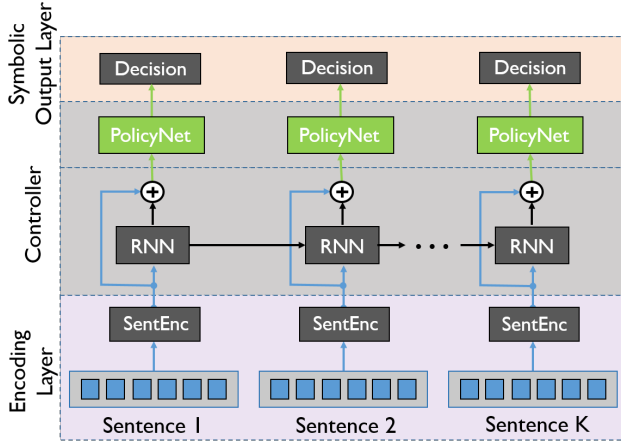 Symbolic
Output Layer
Decision Decision Decision
PolicyNet PolicyNet PolicyNet
Controller
+ + +
RNN RNN ... RNN
Encoding
Layer
SentEnc SentEnc SentEnc
Sentence 1 Sentence 2 Sentence K